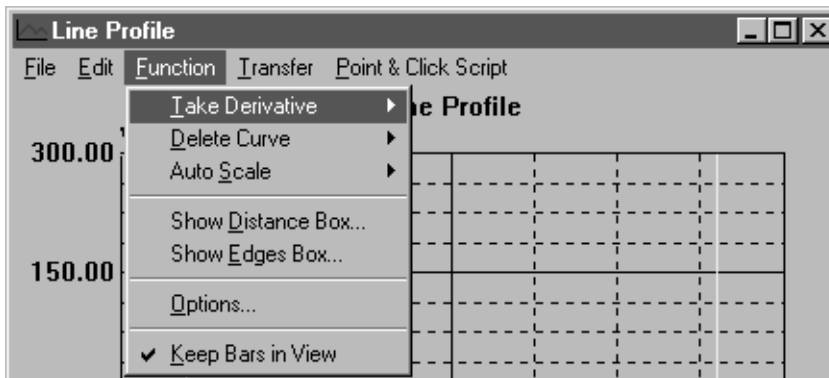 Line Profile
File Edit Function Transfer Point & Click Script
Take Derivative
Profile
Delete Curve
300.00
Auto Scale
Show Distance Box...
Show Edges Box...
150.00
Options...
Keep Bars in View